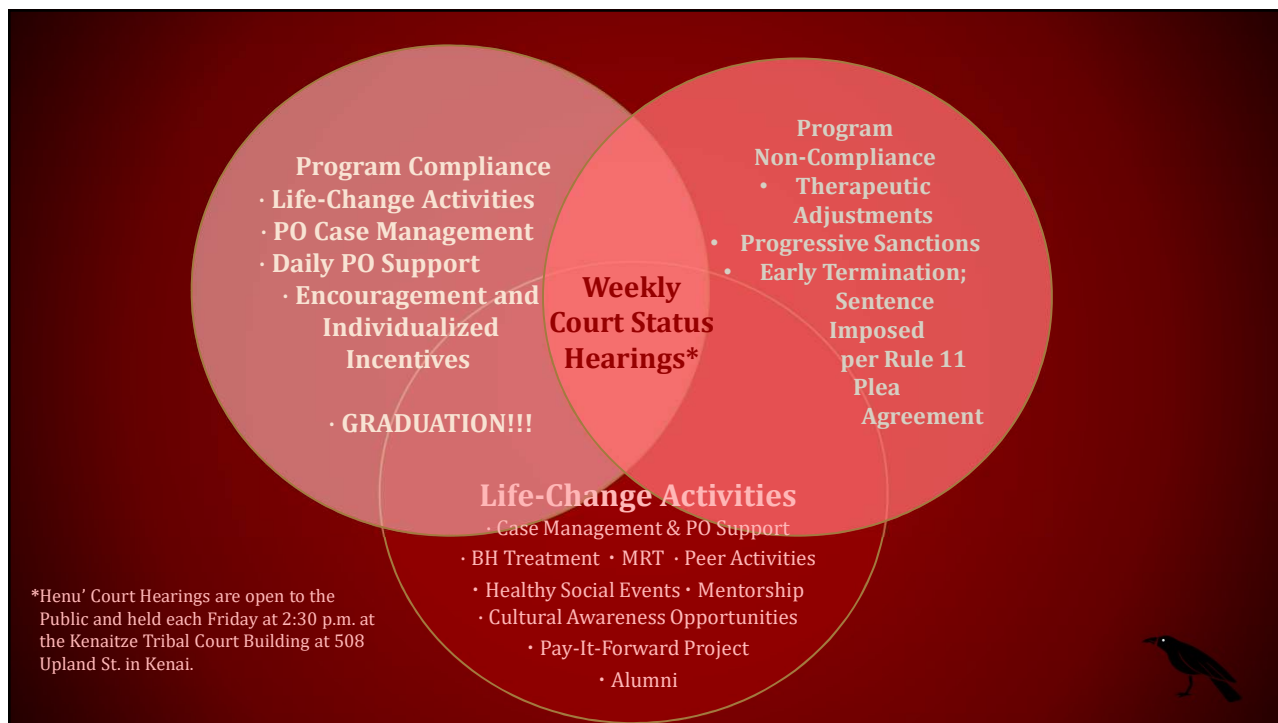 Program Compliance
· Life-Change Activities
· PO Case Management
· Daily PO Support
· Encouragement and
Individualized
Incentives
· GRADUATION!!!
Weekly
Court Status
Hearings*
Program
Non-Compliance
• Therapeutic
Adjustments
• Progressive Sanctions
• Early Termination;
Sentence
Imposed
per Rule 11
Plea
Agreement
Life-Change Activities
· Case Management & PO Support
· BH Treatment · MRT · Peer Activities
· Healthy Social Events · Mentorship
· Cultural Awareness Opportunities
· Pay-It-Forward Project
· Alumni
*Henu’ Court Hearings are open to the
Public and held each Friday at 2:30 p.m. at
the Kenaitze Tribal Court Building at 508
Upland St. in Kenai.